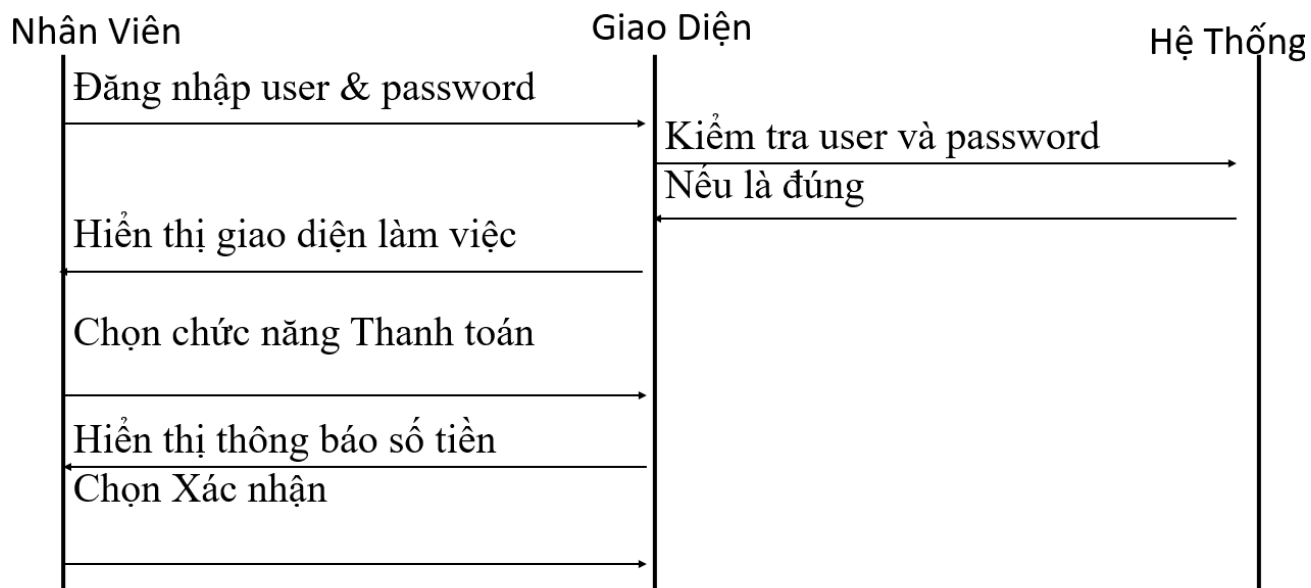 Nhân Viên
Giao Diện
Hệ Thống
Đăng nhập user & password
Kiểm tra user và password
Nếu là đúng
Hiển thị giao diện làm việc
Chọn chức năng Thanh toán
Hiển thị thông báo số tiền
Chọn Xác nhận